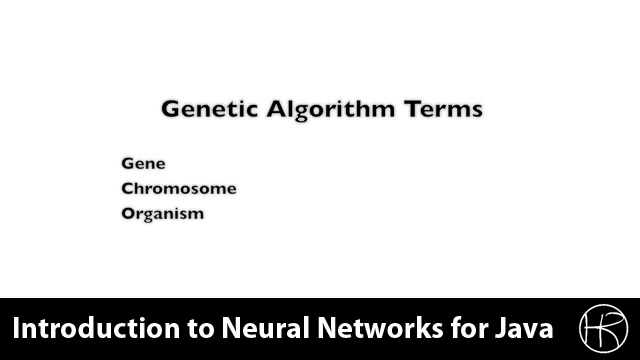 Genetic Algorithm Terms
Gene
Chromosome
Organism
Introduction to Neural Networks for Java